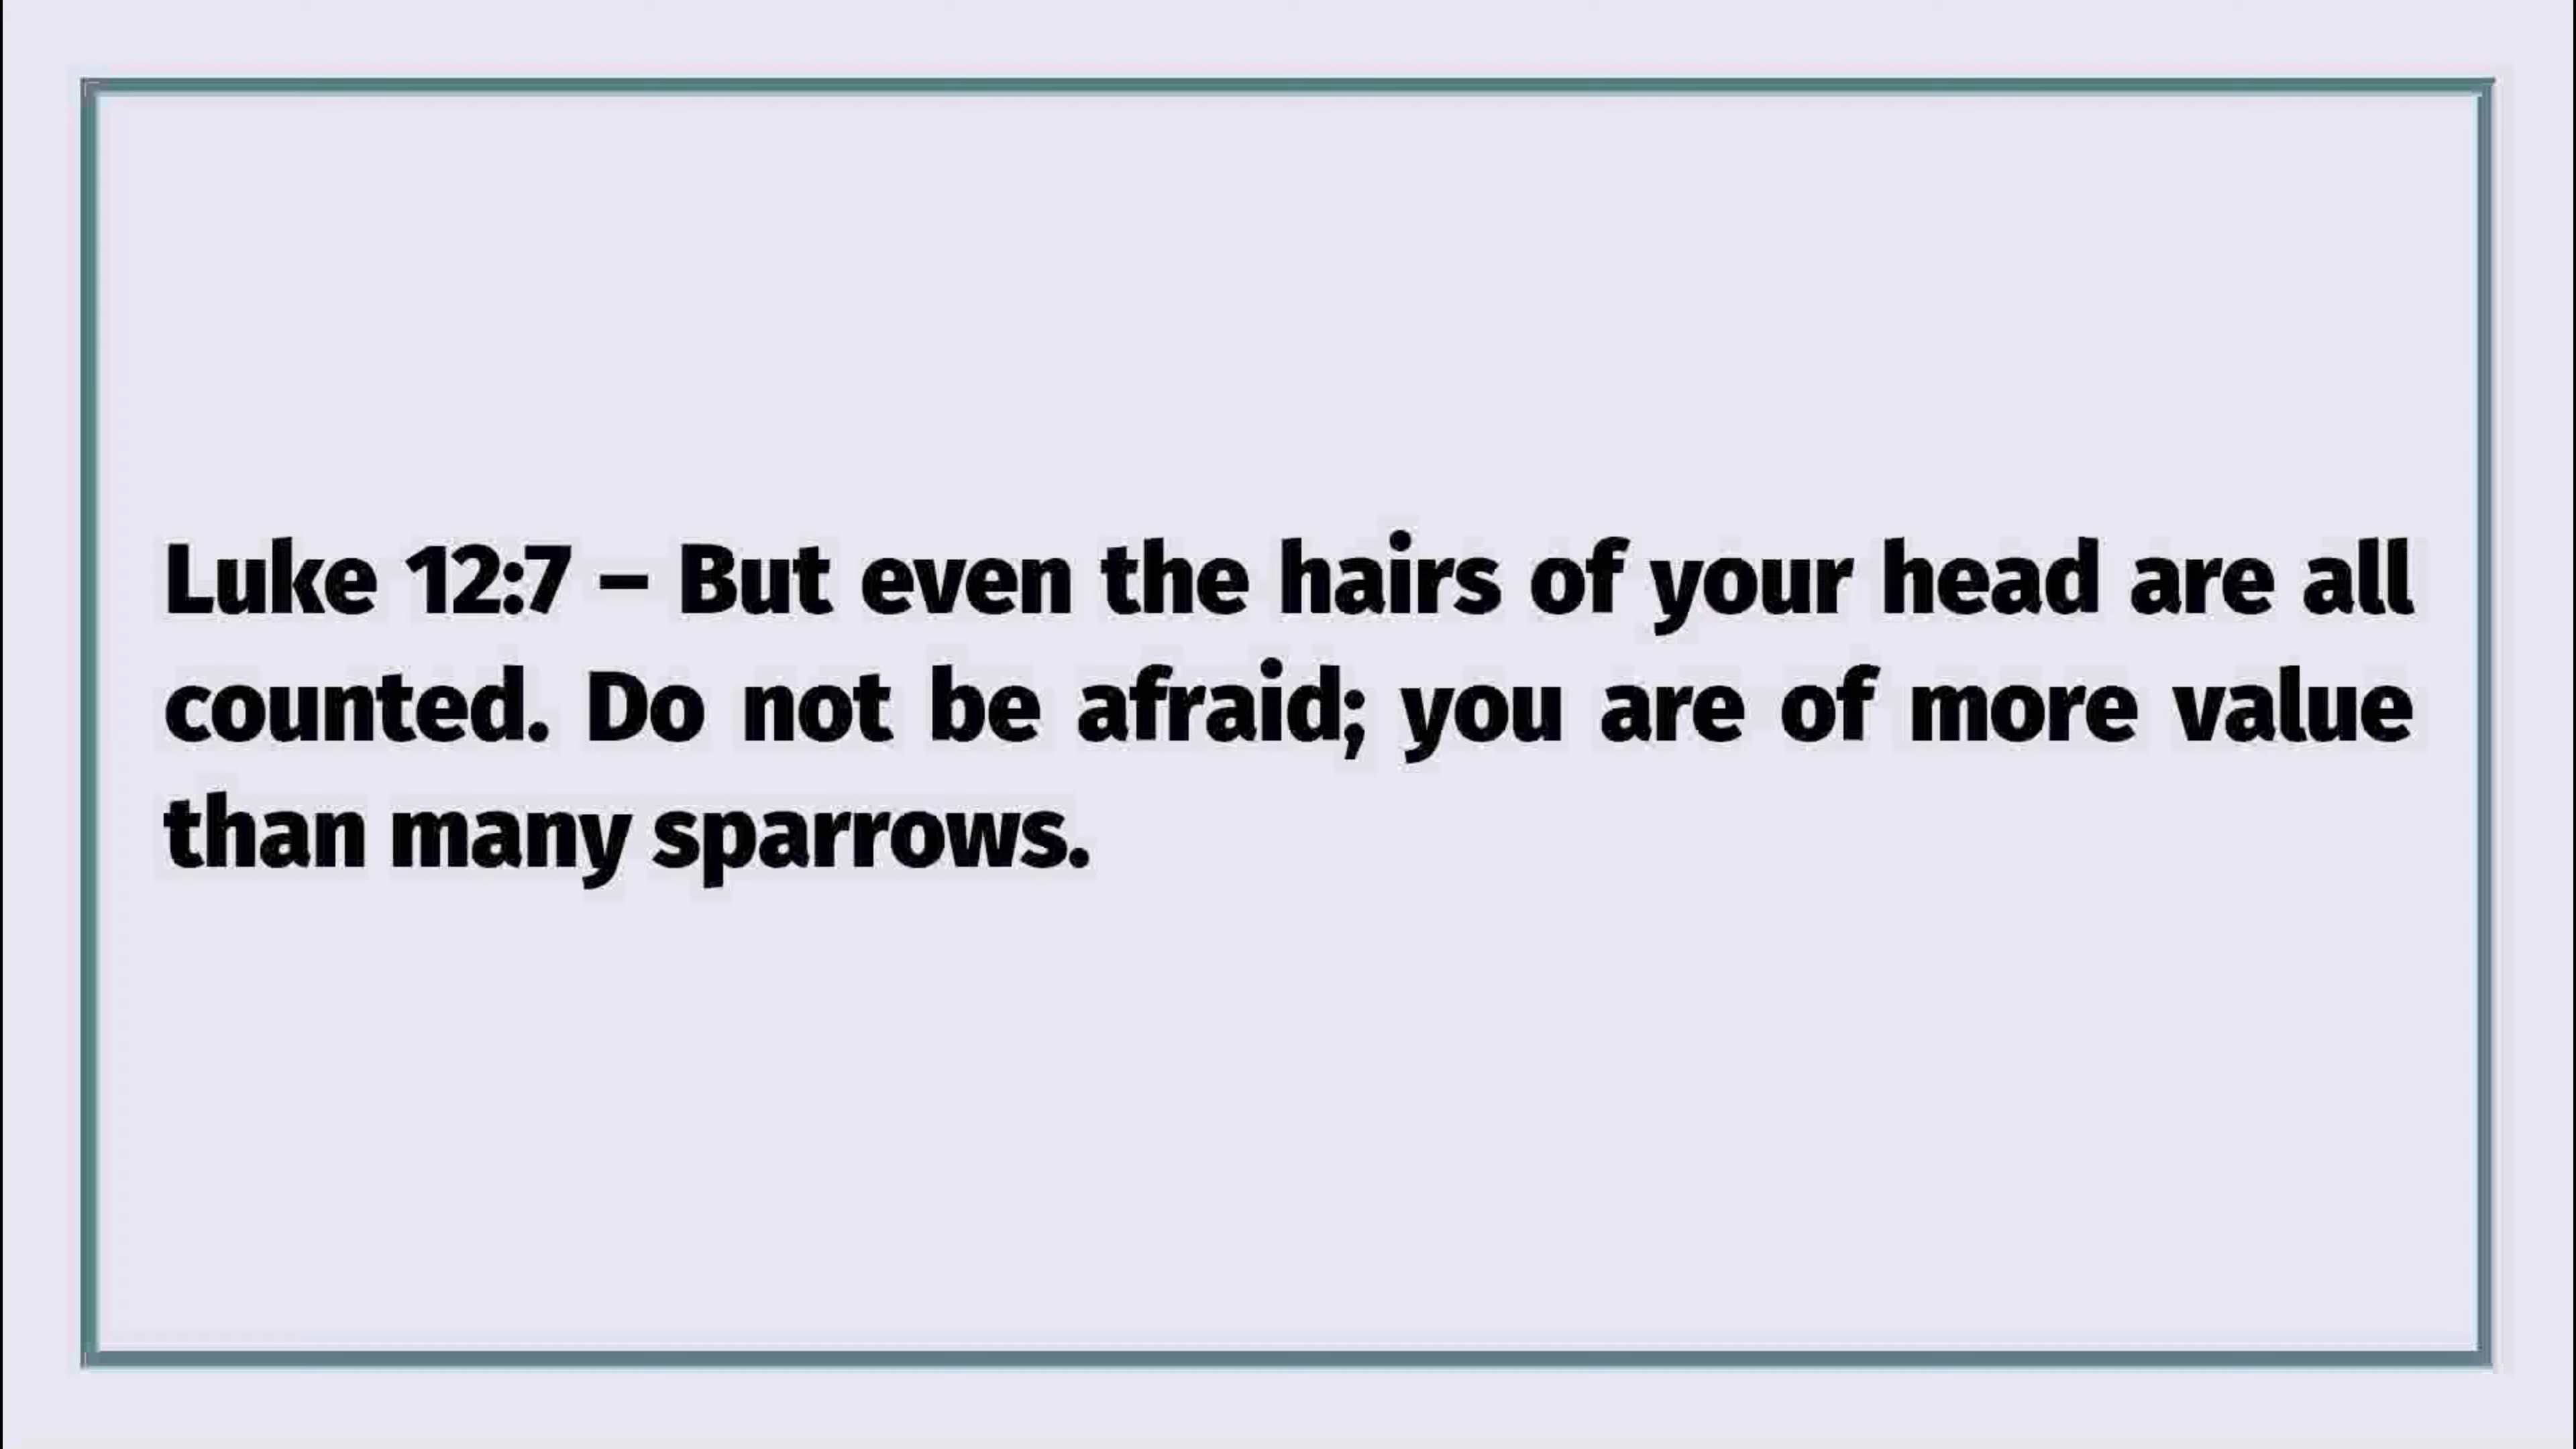 Luke 12:7 – But even the hairs of your head are all
counted. Do not be afraid; you are of more value
than many sparrows.